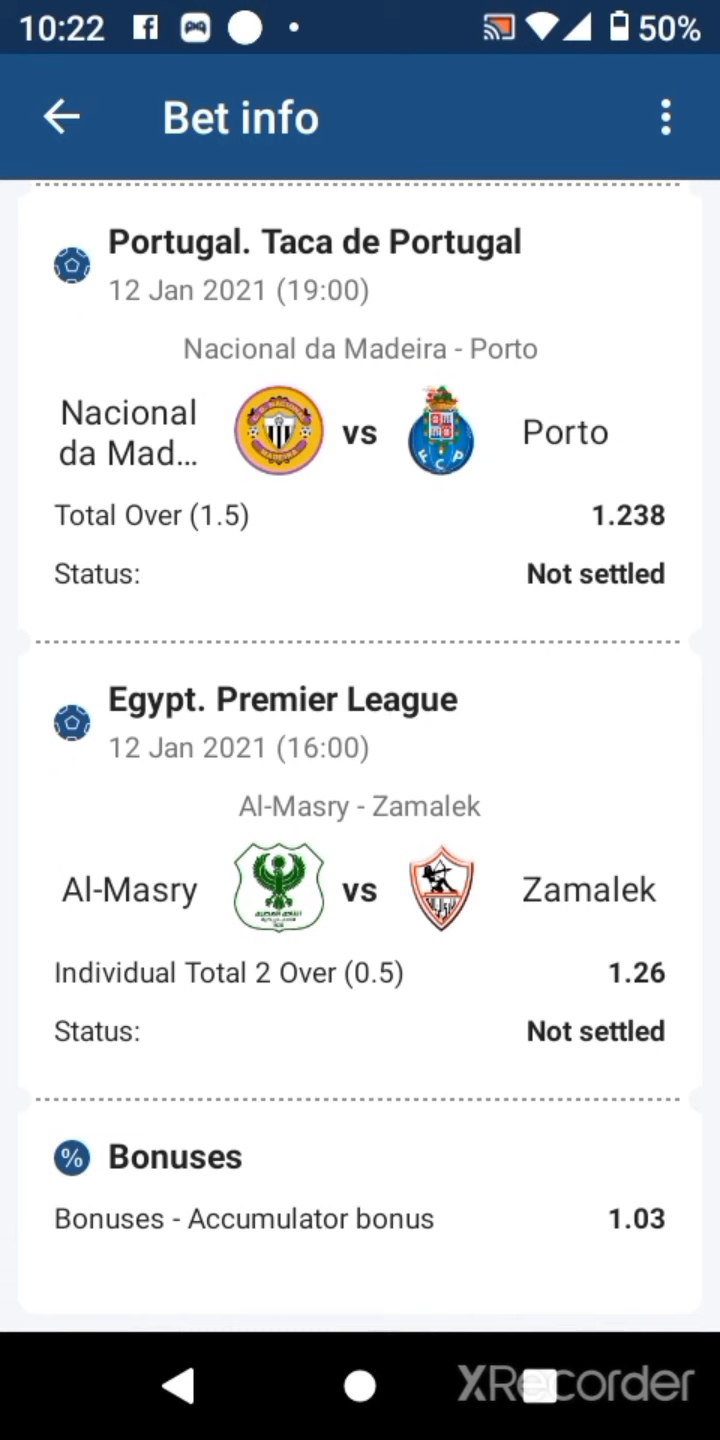 10:22
50%
Bet info
Portugal. Taca de Portugal
12 Jan 2021 (19:00)
Nacional da Madeira - Porto
Nacional
da Mad...
vs
Porto
Total Over (1.5)
1.238
Status:
Not settled
Egypt. Premier League
12 Jan 2021 (16:00)
Al-Masry - Zamalek
Al-Masry
vs
Zamalek
Individual Total 2 Over (0.5)
1.26
Status:
Not settled
% Bonuses
Bonuses - Accumulator bonus
1.03
XRecorder